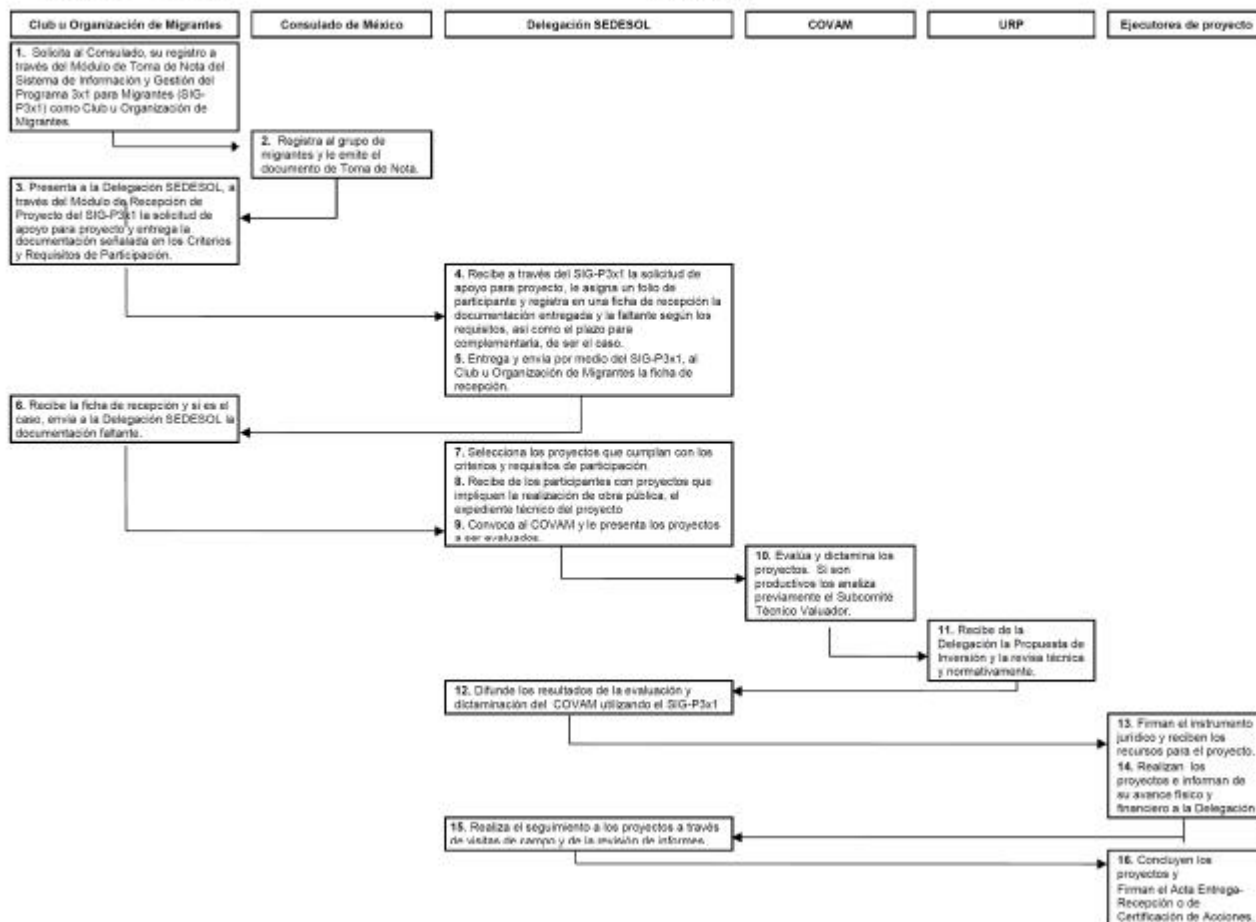 Club u Organización de Migrantes
Consulado de México
Delegación SEDESOL
COVAM
URP
Ejecutores de proyecto
1. Solicita al Consulado, su registro a
través del Módulo de Toma de Nota del
Sistema de Información y Gestión del
Programa 3x1 para Migrantes (SIG-
P3x1) como Club u Organización de
Migrantes.
2. Registra al grupo de
migrantes y le emite el
documento de Toma de Nota.
3. Presenta a la Delegación SEDESOL, a
través del Módulo de Recepción de
Proyecto del SIG-P3x1 la solicitud de
apoyo para proyecto y entrega la
documentación señalada en los Criterios
y Requisitos de Participación.
4. Recibe a través del SIG-P3x1 la solicitud de
apoyo para proyecto, le asigna un folio de
participante y registra en una ficha de recepción la
documentación entregada y la faltante según los
requisitos, así como el plazo para
complementarla, de ser el caso.
5. Entrega y envía por medio del SIG-P3x1, al
Club u Organización de Migrantes la ficha de
recepción.
6. Recibe la ficha de recepción y si es el
caso, envía a la Delegación SEDESOL la
documentación faltante.
7. Selecciona los proyectos que cumplan con los
criterios y requisitos de participación
8. Recibe de los participantes con proyectos que
impliquen la realización de obra pública, el
expediente técnico del proyecto
9. Convoca al COVAM y le presenta los proyectos
a ser evaluados.
10. Evalúa y dictamina los
proyectos. Si son
productivos los analiza
previamente el Subcomité
Técnico Valuador.
11. Recibe de la
Delegación la Propuesta de
Inversión y la revisa técnica
y normativamente.
12. Difunde los resultados de la evaluación y
dictaminación del COVAM utilizando el SIG-P3x1
13. Firman el instrumento
jurídico y reciben los
recursos para el proyecto.
14. Realizan los
proyectos e informan de
su avance físico y
financiero a la Delegación
15. Realiza el seguimiento a los proyectos a través
de visitas de campo y de la revisión de informes.
16. Concluyen los
proyectos y
Firman el Acta Entrega-
Recepción o de
Certificación de Acciones.